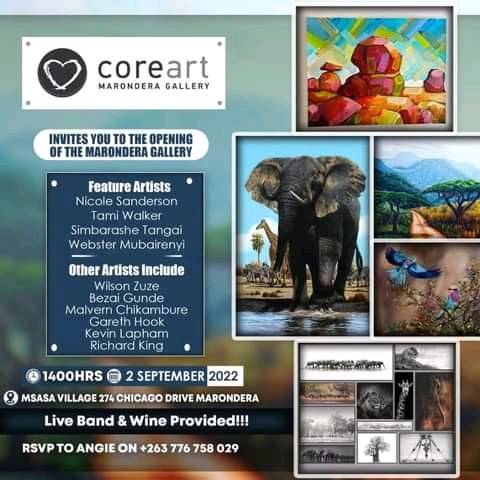 coreart
MARONDERA GALLERY
INVITES YOU TO THE OPENING
OF THE MARONDERA GALLERY
Feature Artists
Nicole Sanderson
Tami Walker
Simbarashe Tangai
Webster Mubairenyi
Other Artists Include
Wilson Zuze
Bezai Gunde
Malvern Chikambure
Gareth Hook
Kevin Lapham
Richard King
1400HRS 2 SEPTEMBER 2022
MSASA VILLAGE 274 CHICAGO DRIVE MARONDERA
Live Band & Wine Provided!!!
RSVP TO ANGIE ON +263 776 758 029